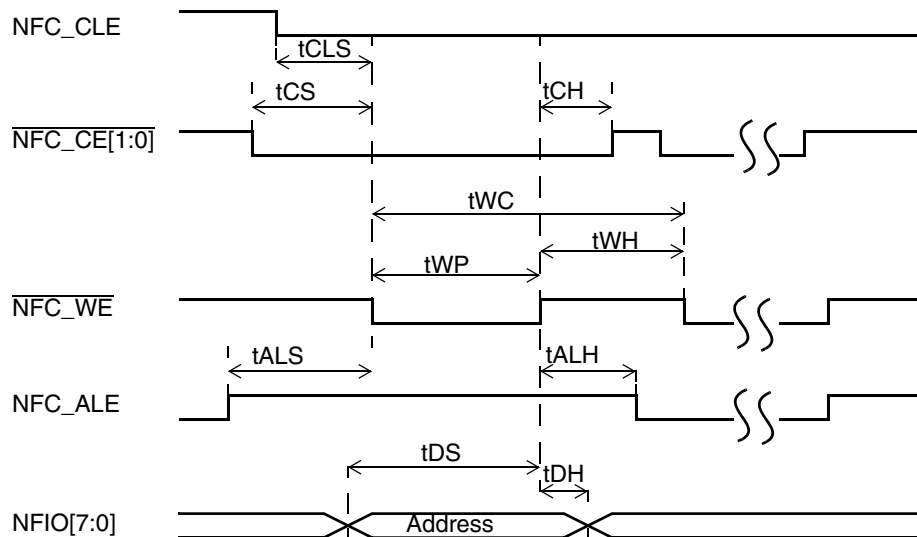 NFC_CLE
tCLS
tCS
tCH
NFC_CE[1:0]
tWC
tWH
tWP
NFC_WE
tALS
tALH
NFC_ALE
tDS
tDH
NFIO[7:0]
Address